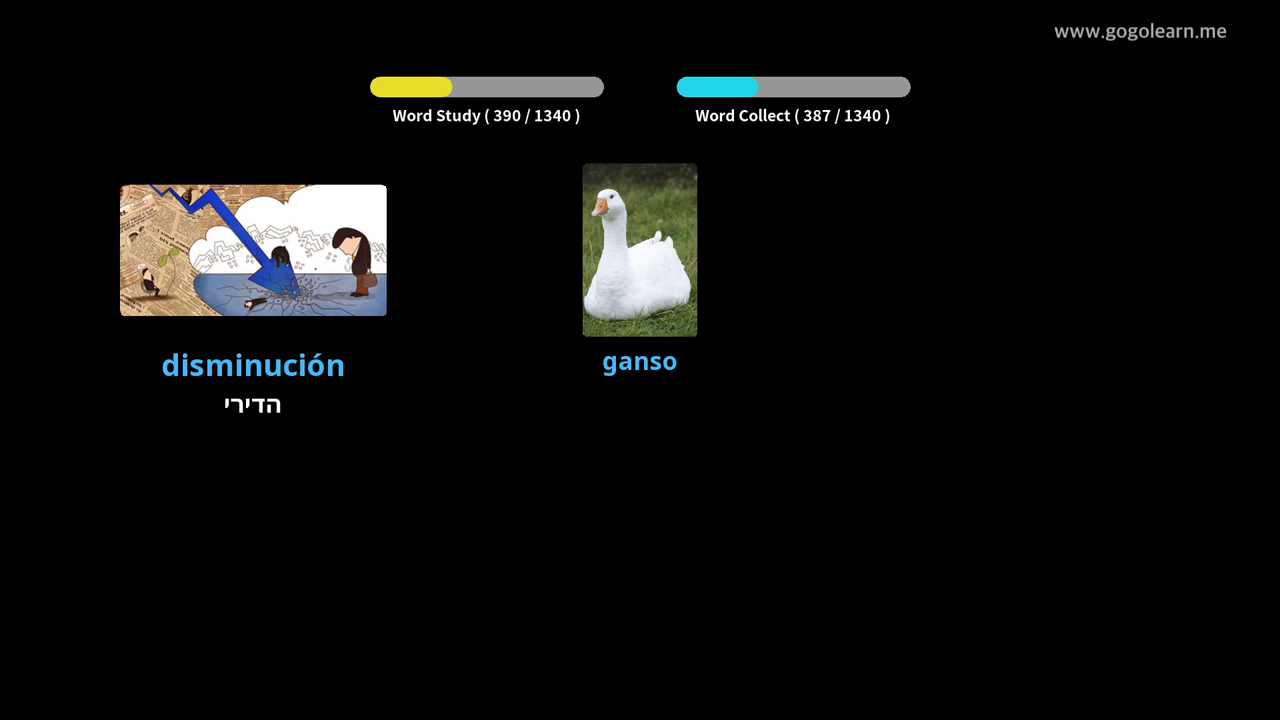 www.gogolearn.me
Word Study ( 390 / 1340 )
Word Collect ( 387 / 1340 )
disminución
הדירי
ganso